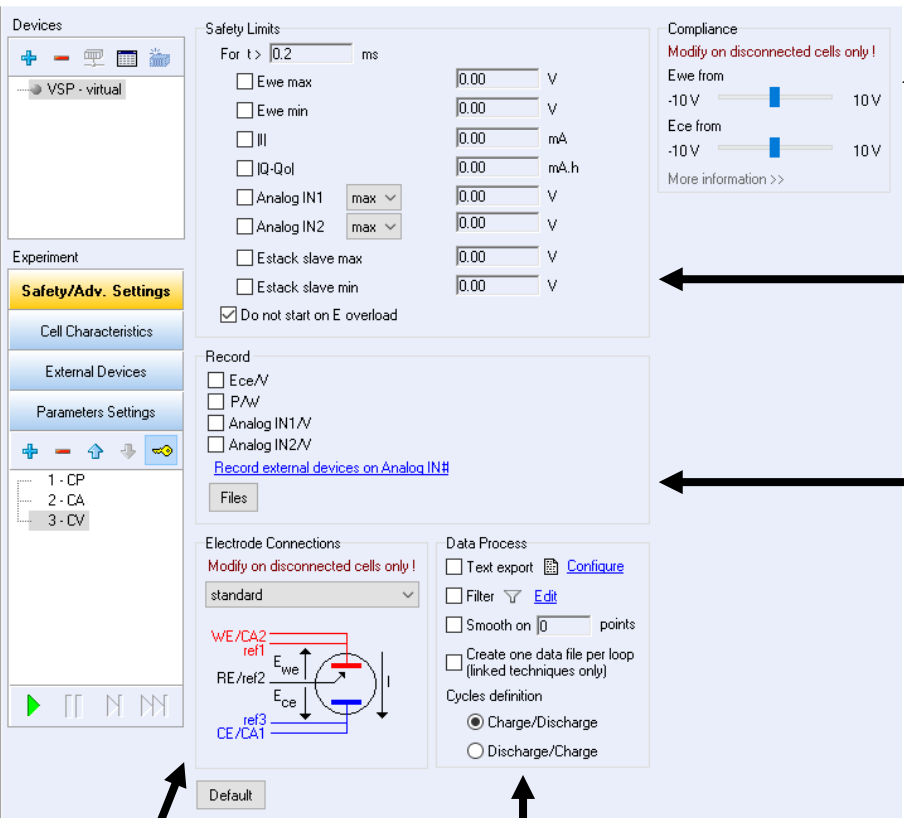 Devices
VSP - virtual
Experiment
Safety/Adv. Settings
Cell Characteristics
External Devices
Parameters Settings
1 - CP
2 - CA
3 - CV
Safety Limits
For t > 0.2 ms
Ewe max 0.00 V
Ewe min 0.00 V
|I| 0.00 mA
|Q-Qo| 0.00 mA.h
Analog IN1 max 0.00 V
Analog IN2 max 0.00 V
Estack slave max 0.00 V
Estack slave min 0.00 V
Do not start on E overload
Record
Ece/V
P/W
Analog IN1/V
Analog IN2/V
Record external devices on Analog IN#
Files
Electrode Connections
Modify on disconnected cells only !
standard
WE/CA2
ref1
Ewe
RE/ref2
I
Ece
ref3
CE/CA1
Default
Data Process
Text export Configure
Filter Edit
Smooth on 0 points
Create one data file per loop
(linked techniques only)
Cycles definition
Charge/Discharge
Discharge/Charge
Compliance
Modify on disconnected cells only !
Ewe from
-10 V 10 V
Ece from
-10 V 10 V
More information >>